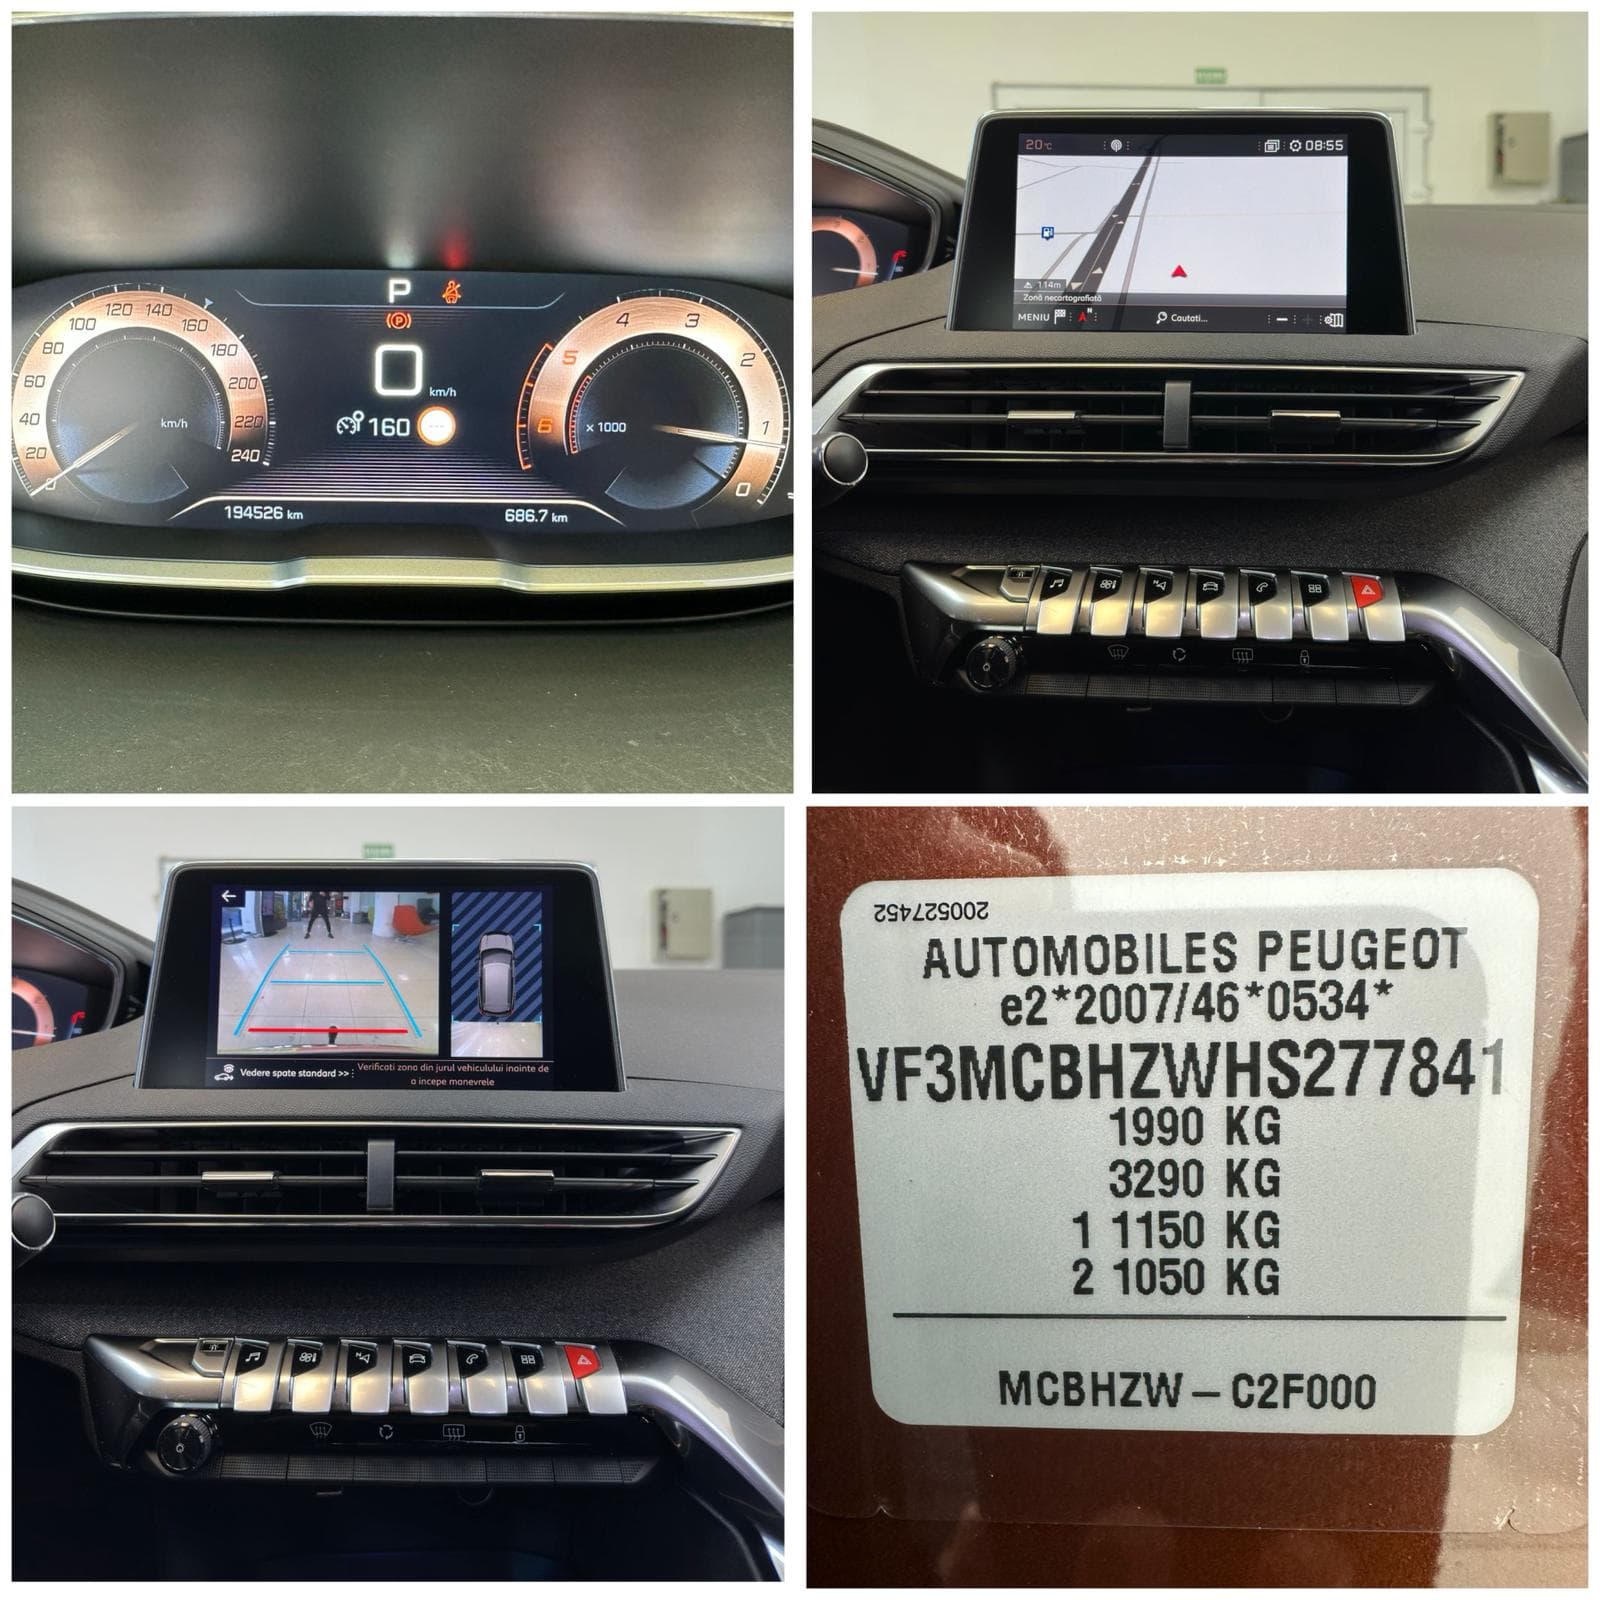 P
20 40 60 80 100 120 140 160 180 200 220 240
0
km/h
4 3 2 1 0
5
6
x 1000
0 km/h
160
194526 km
686.7 km
20°C
08:55
114m
Zonă necartografiată
MENIU
N
Căutați...
Vedere spate standard >>
Verificati zona din jurul vehiculului inainte de
a incepe manevrele
200527452
AUTOMOBILES PEUGEOT
e2*2007/46*0534*
VF3MCBHZWHS277841
1990 KG
3290 KG
1 1150 KG
2 1050 KG
MCBHZW – C2F000